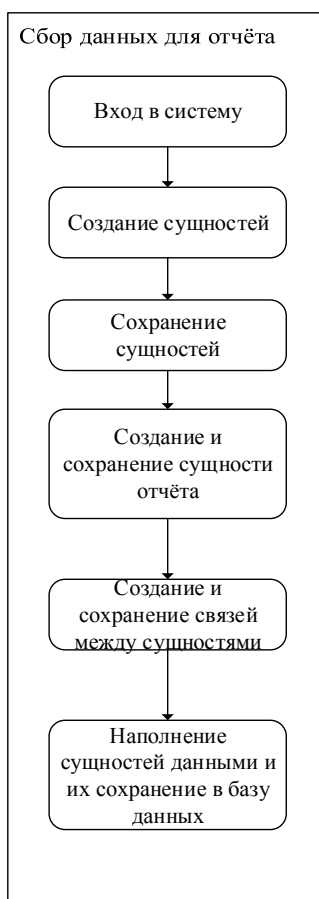 Сбор данных для отчёта
Вход в систему
Создание сущностей
Сохранение
сущностей
Создание и
сохранение сущности
отчёта
Создание и
сохранение связей
между сущностями
Наполнение
сущностей данными и
их сохранение в базу
данных